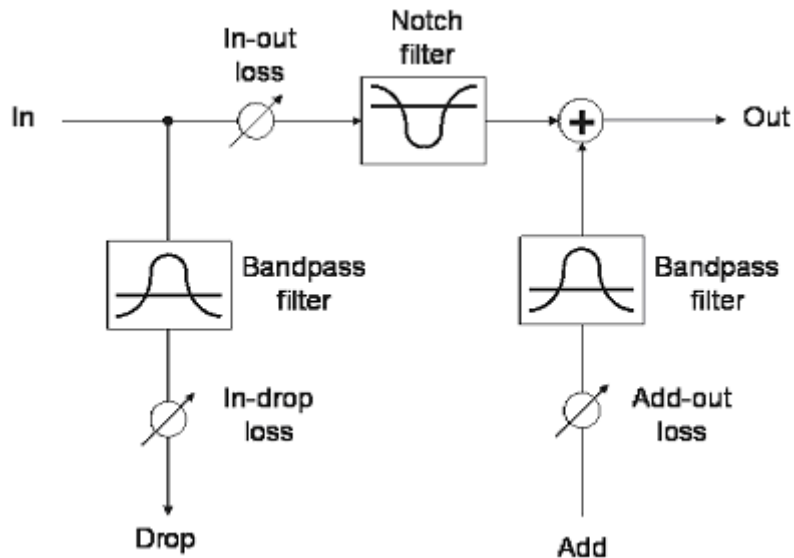 In-out
loss
Notch
filter
In
+
Out
Bandpass
filter
Bandpass
filter
In-drop
loss
Add-out
loss
Drop
Add